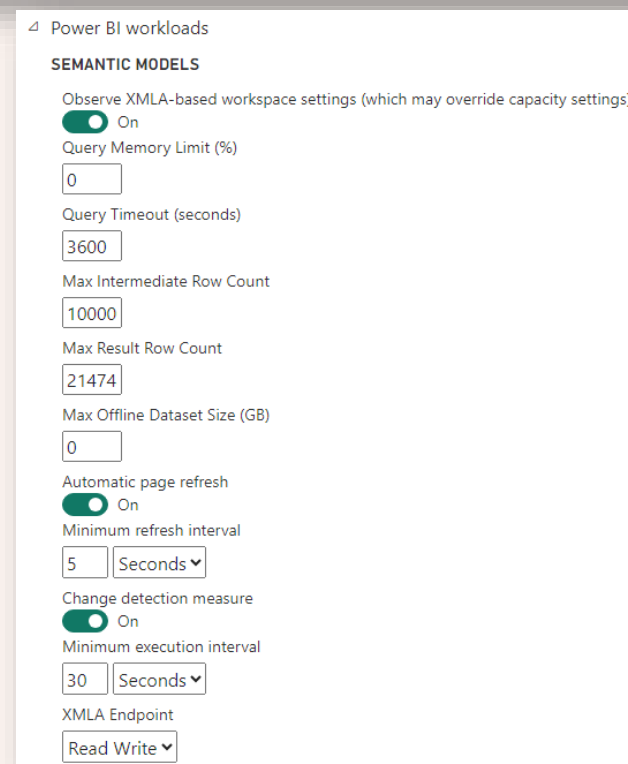 Power BI workloads
SEMANTIC MODELS
Observe XMLA-based workspace settings (which may override capacity settings)
On
Query Memory Limit (%)
0
Query Timeout (seconds)
3600
Max Intermediate Row Count
10000
Max Result Row Count
21474
Max Offline Dataset Size (GB)
0
Automatic page refresh
On
Minimum refresh interval
5 Seconds
Change detection measure
On
Minimum execution interval
30 Seconds
XMLA Endpoint
Read Write